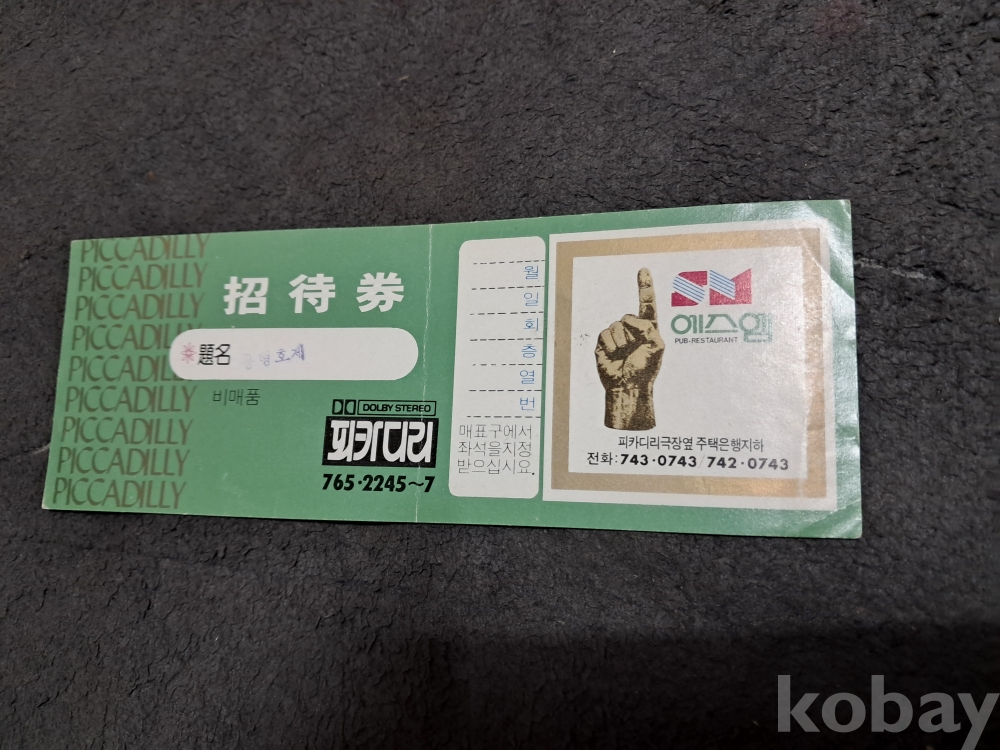 PICCADILLY
PICCADILLY
PICCADILLY
PICCADILLY
PICCADILLY
PICCADILLY
PICCADILLY
PICCADILLY
PICCADILLY
招待券
題名
비매품
DOLBY STEREO
피카디리
765·2245~7
월
일
회
층
열
번
매표구에서
좌석을지정
받으십시요.
SM
에스엠
PUB-RESTAURANT
피카디리극장옆 주택은행지하
전화:743·0743/742·0743
kobay